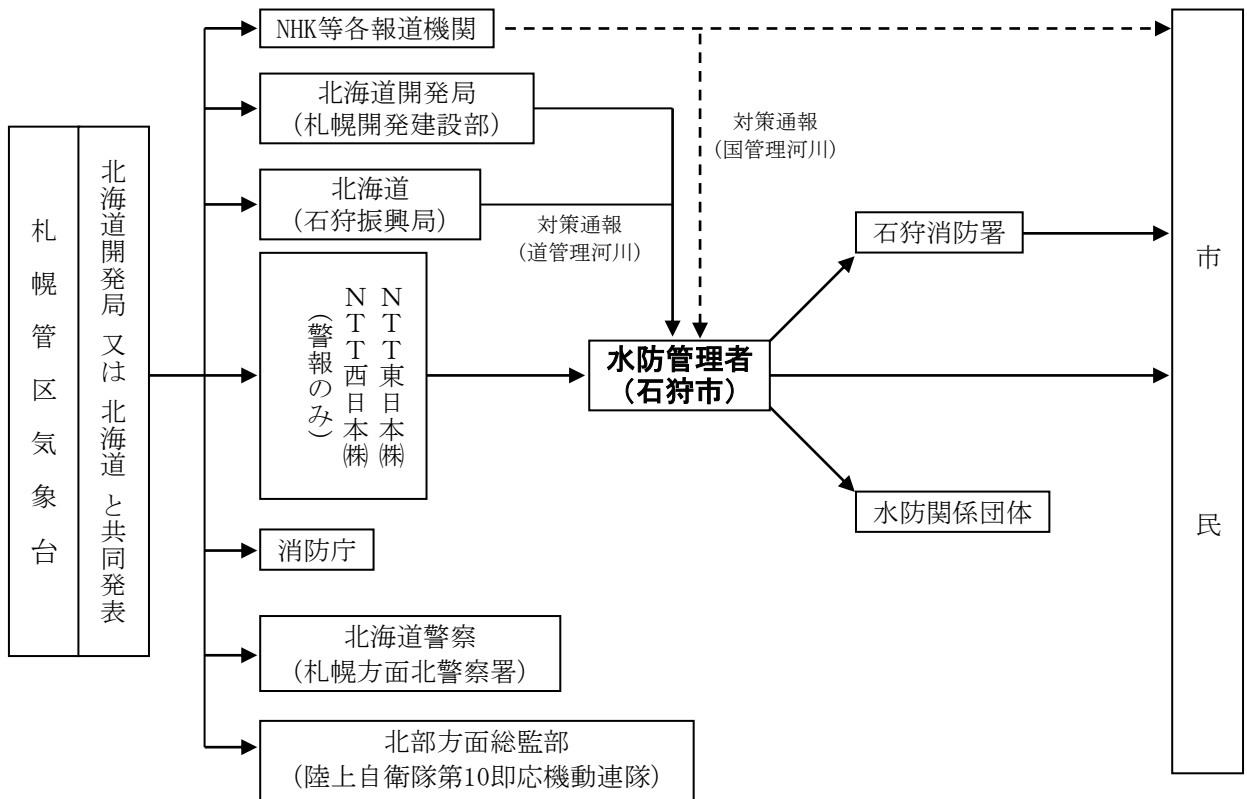 札幌管区気象台
北海道開発局 又は 北海道 と共同発表
NHK等各報道機関
北海道開発局
(札幌開発建設部)
対策通報
(国管理河川)
北海道
(石狩振興局)
対策通報
(道管理河川)
NTT東日本㈱
NTT西日本㈱
(警報のみ)
水防管理者
(石狩市)
石狩消防署
水防関係団体
消防庁
北海道警察
(札幌方面北警察署)
北部方面総監部
(陸上自衛隊第10即応機動連隊)
市民